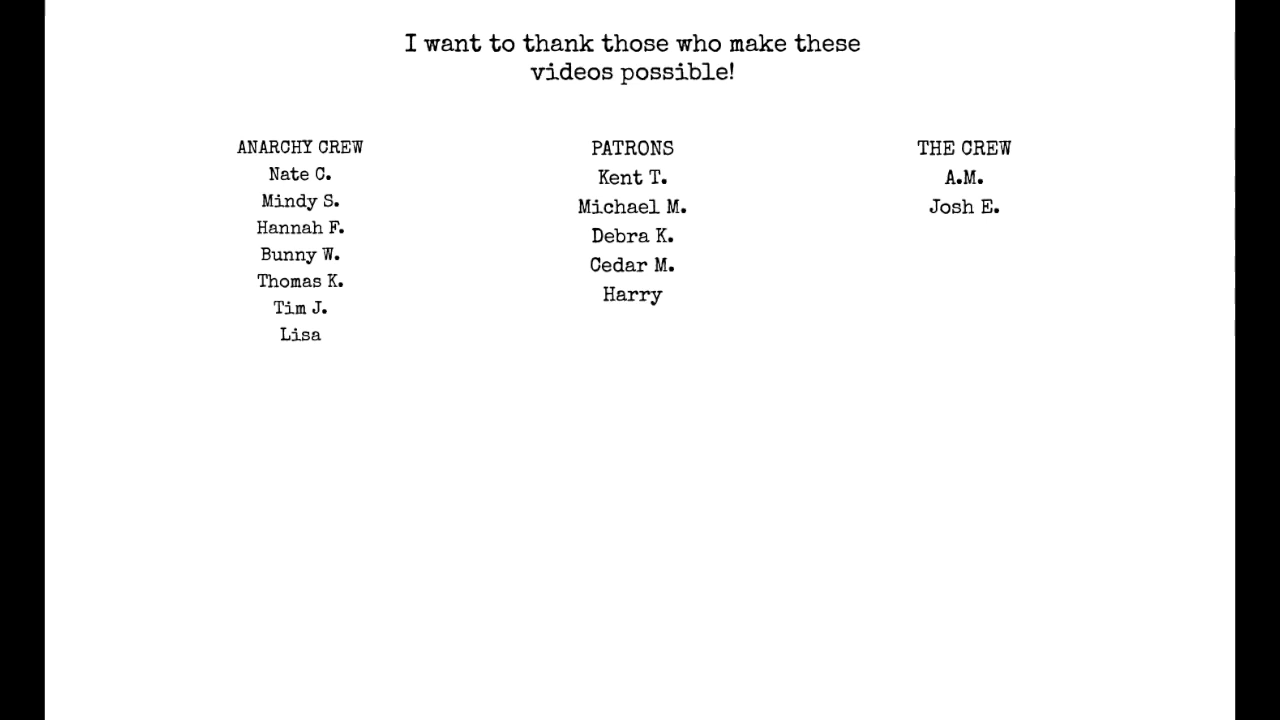 I want to thank those who make these
videos possible!
ANARCHY CREW
Nate C.
Mindy S.
Hannah F.
Bunny W.
Thomas K.
Tim J.
Lisa
PATRONS
Kent T.
Michael M.
Debra K.
Cedar M.
Harry
THE CREW
A.M.
Josh E.